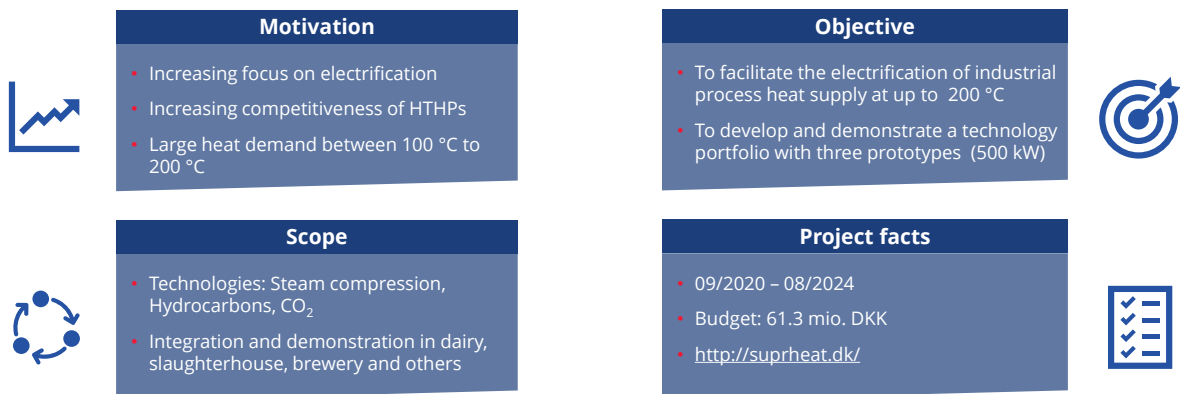 Motivation
• Increasing focus on electrification
• Increasing competitiveness of HTHPs
• Large heat demand between 100 °C to
200 °C
Objective
• To facilitate the electrification of industrial
process heat supply at up to 200 °C
• To develop and demonstrate a technology
portfolio with three prototypes (500 kW)
Scope
• Technologies: Steam compression,
Hydrocarbons, CO₂
• Integration and demonstration in dairy,
slaughterhouse, brewery and others
Project facts
• 09/2020 – 08/2024
• Budget: 61.3 mio. DKK
• http://suprheat.dk/